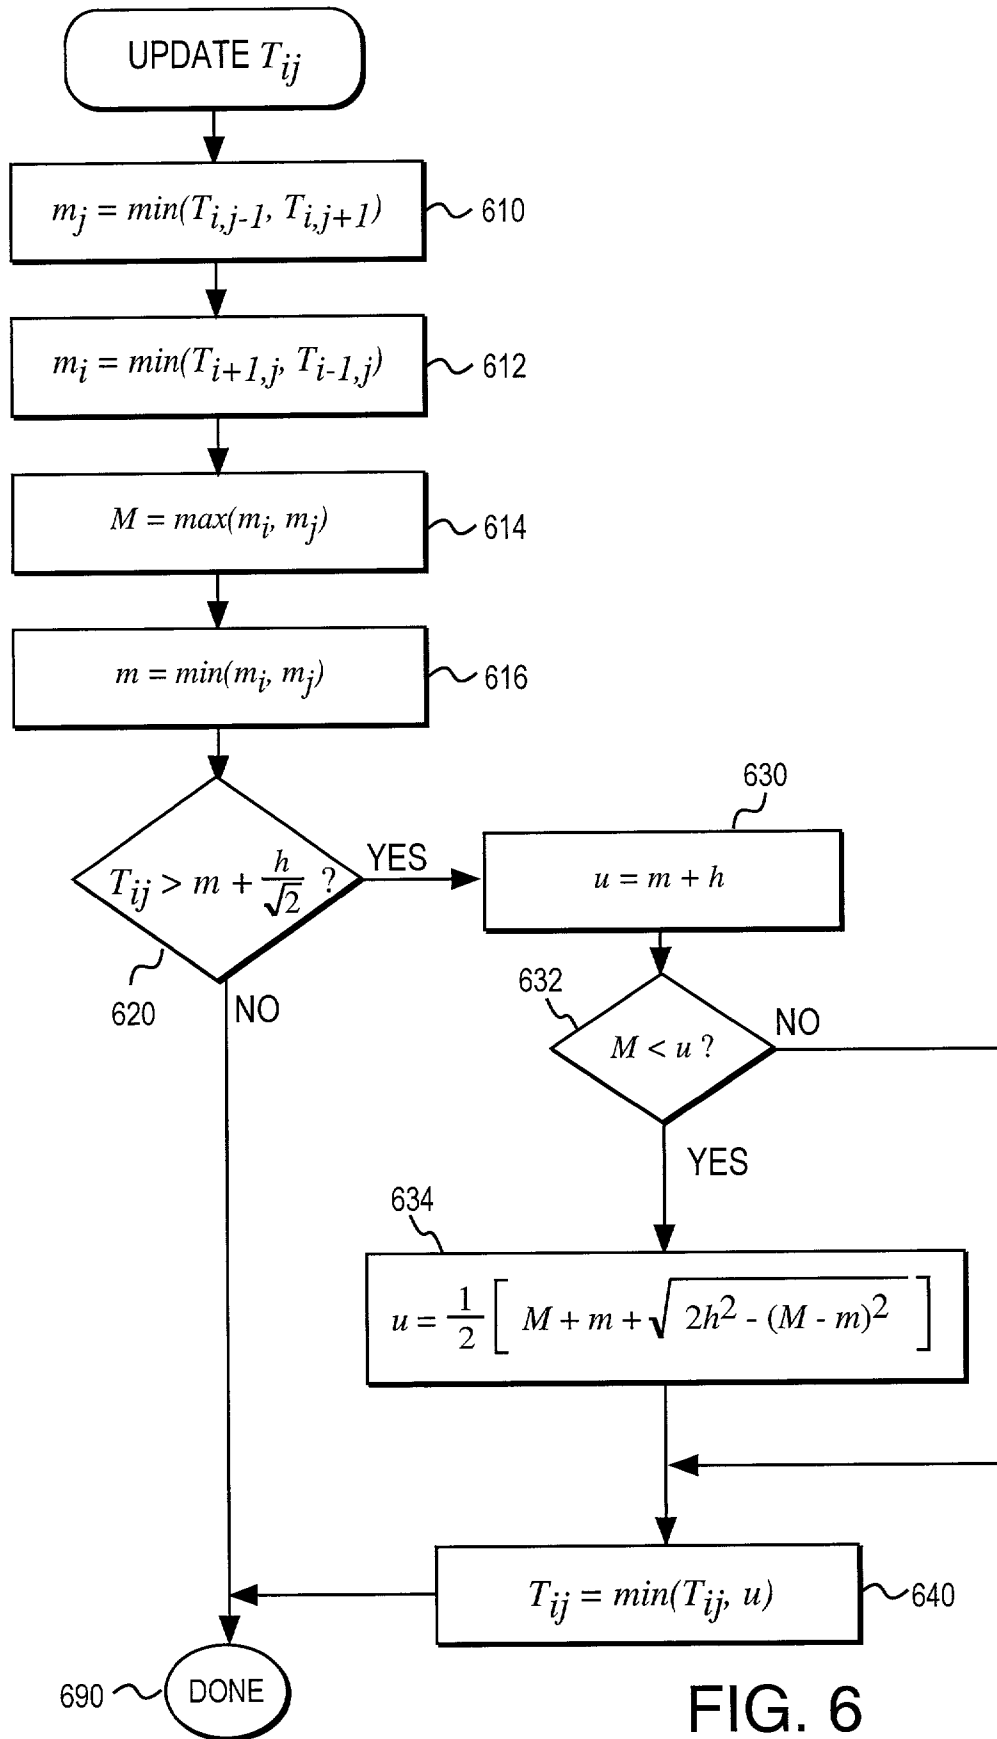 UPDATE T_ij
m_j = min(T_i,j-1, T_i,j+1)
610
m_i = min(T_i+1,j, T_i-1,j)
612
M = max(m_i, m_j)
614
m = min(m_i, m_j)
616
T_ij > m + h/√2 ?
620
YES
NO
630
u = m + h
632
M < u ?
NO
YES
634
u = 1/2 [ M + m + √(2h² - (M - m)²) ]
T_ij = min(T_ij, u)
640
690
DONE
FIG. 6